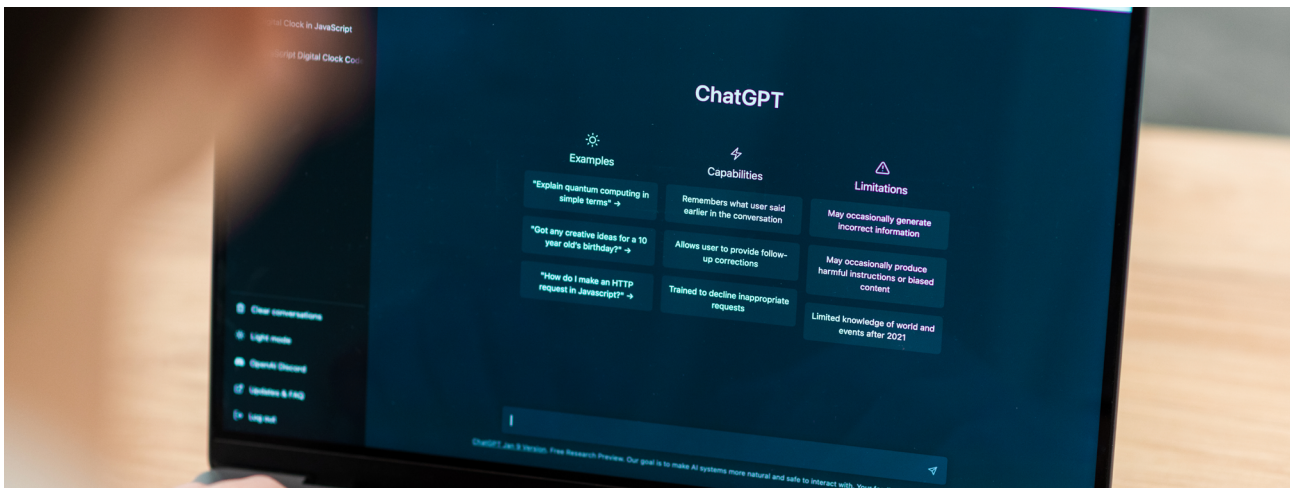 Digital Clock in JavaScript
JavaScript Digital Clock Code
ChatGPT
Examples
"Explain quantum computing in
simple terms" →
"Got any creative ideas for a 10
year old's birthday?" →
"How do I make an HTTP
request in Javascript?" →
Capabilities
Remembers what user said
earlier in the conversation
Allows user to provide follow-
up corrections
Trained to decline inappropriate
requests
Limitations
May occasionally generate
incorrect information
May occasionally produce
harmful instructions or biased
content
Limited knowledge of world and
events after 2021
Clear conversations
Light mode
OpenAI Discord
Updates & FAQ
Log out
ChatGPT Jan 9 Version. Free Research Preview. Our goal is to make AI systems more natural and safe to interact with. Your